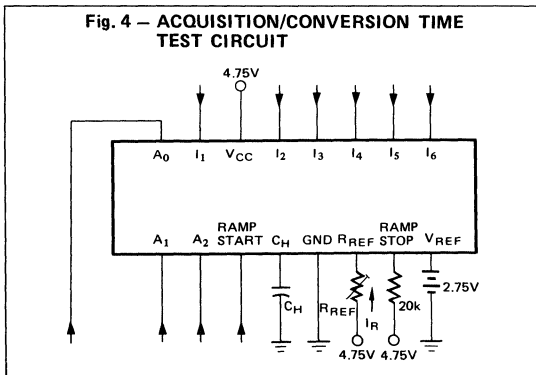 Fig. 4 — ACQUISITION/CONVERSION TIME
TEST CIRCUIT
4.75V
A0 I1 VCC I2 I3 I4 I5 I6
RAMP RAMP
A1 A2 START CH GND RREF STOP VREF
CH RREF IR 20k 2.75V
4.75V 4.75V